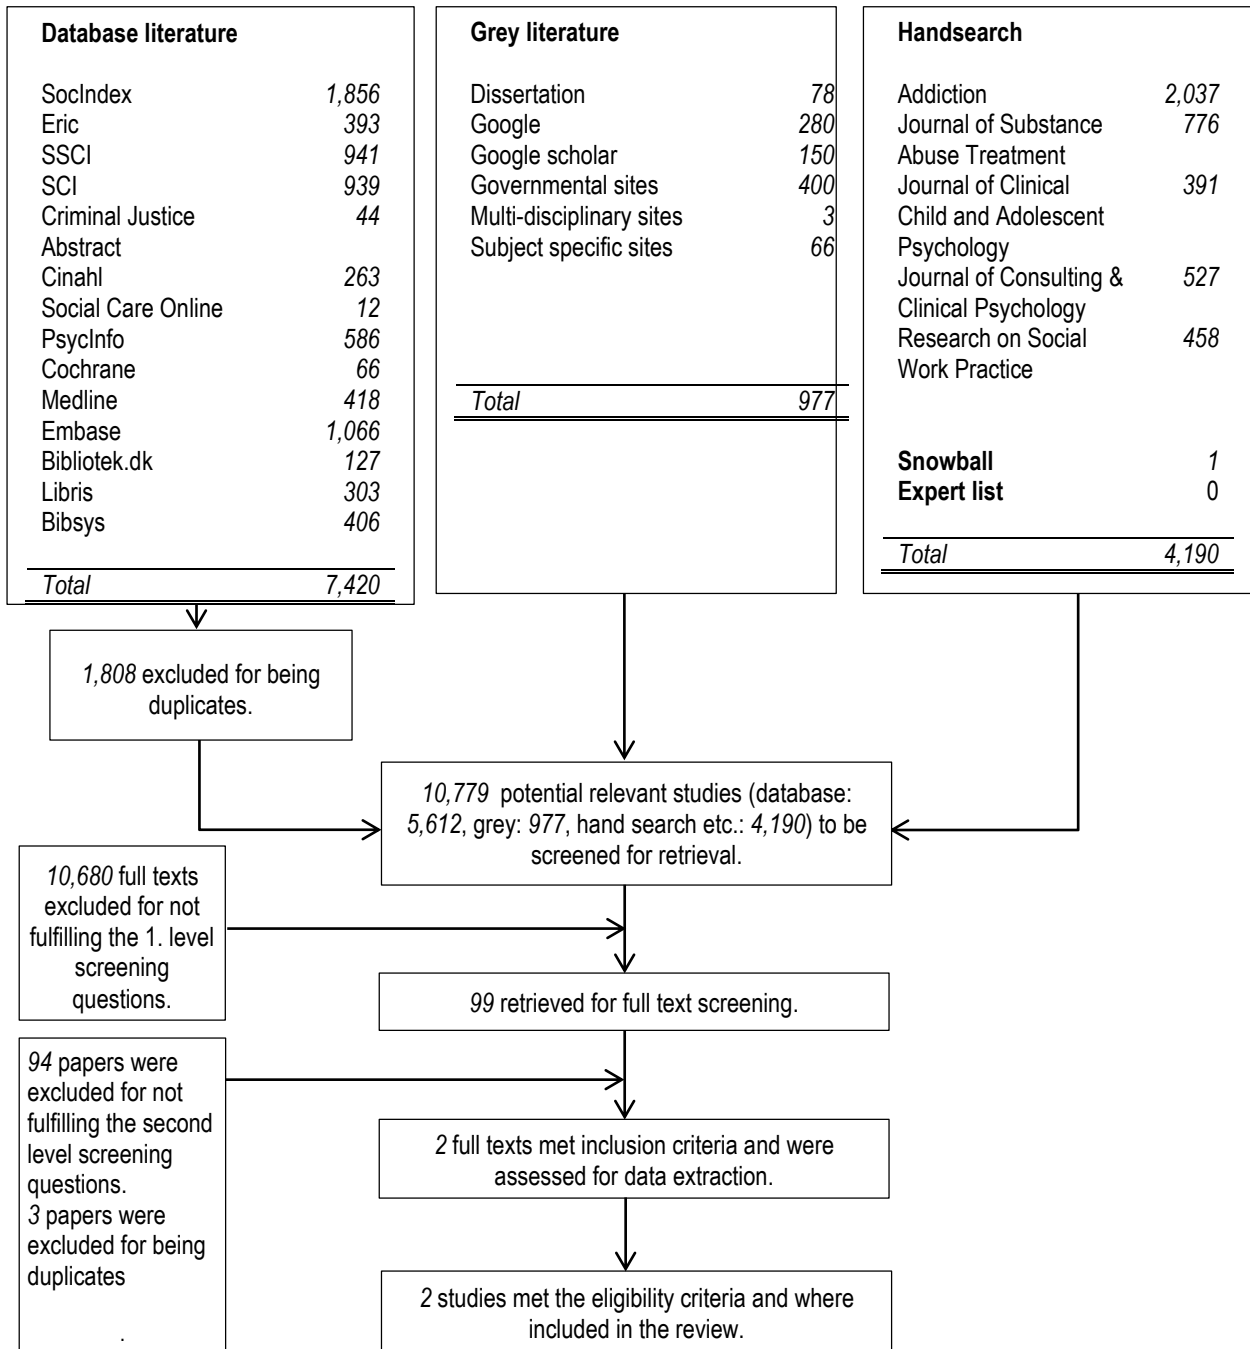 Database literature
SocIndex 1,856
Eric 393
SSCI 941
SCI 939
Criminal Justice 44
Abstract
Cinahl 263
Social Care Online 12
PsycInfo 586
Cochrane 66
Medline 418
Embase 1,066
Bibliotek.dk 127
Libris 303
Bibsys 406
Total 7,420
Grey literature
Dissertation 78
Google 280
Google scholar 150
Governmental sites 400
Multi-disciplinary sites 3
Subject specific sites 66
Total 977
Handsearch
Addiction 2,037
Journal of Substance 776
Abuse Treatment
Journal of Clinical 391
Child and Adolescent
Psychology
Journal of Consulting & 527
Clinical Psychology
Research on Social 458
Work Practice
Snowball 1
Expert list 0
Total 4,190
1,808 excluded for being
duplicates.
10,779 potential relevant studies (database:
5,612, grey: 977, hand search etc.: 4,190) to be
screened for retrieval.
10,680 full texts
excluded for not
fulfilling the 1. level
screening
questions.
99 retrieved for full text screening.
94 papers were
excluded for not
fulfilling the second
level screening
questions.
3 papers were
excluded for being
duplicates
.
2 full texts met inclusion criteria and were
assessed for data extraction.
2 studies met the eligibility criteria and where
included in the review.